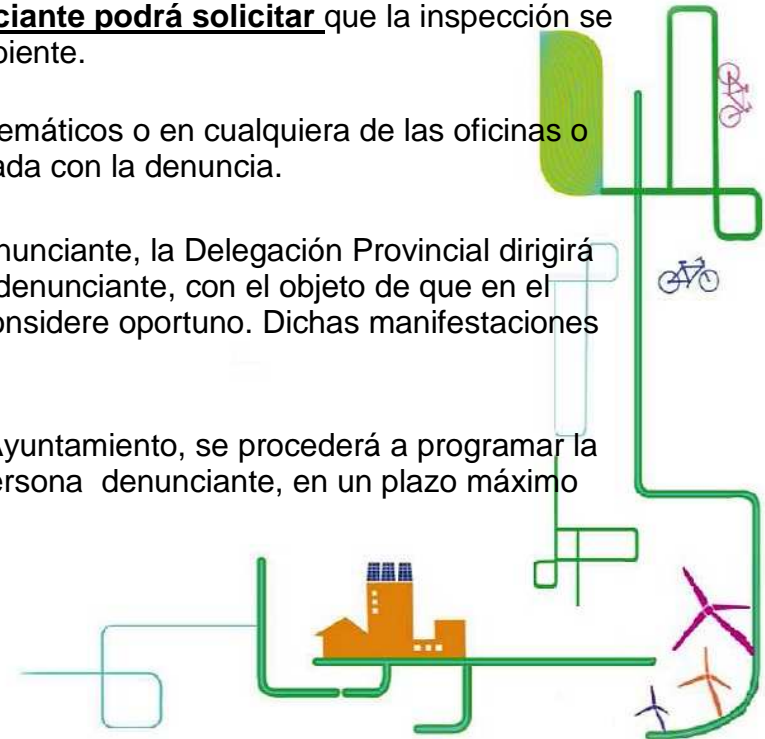 ciante podrá solicitar que la inspección se
biente.
emáticos o en cualquiera de las oficinas o
ada con la denuncia.
nunciante, la Delegación Provincial dirigirá
denunciante, con el objeto de que en el
onsidere oportuno. Dichas manifestaciones
Ayuntamiento, se procederá a programar la
ersona denunciante, en un plazo máximo